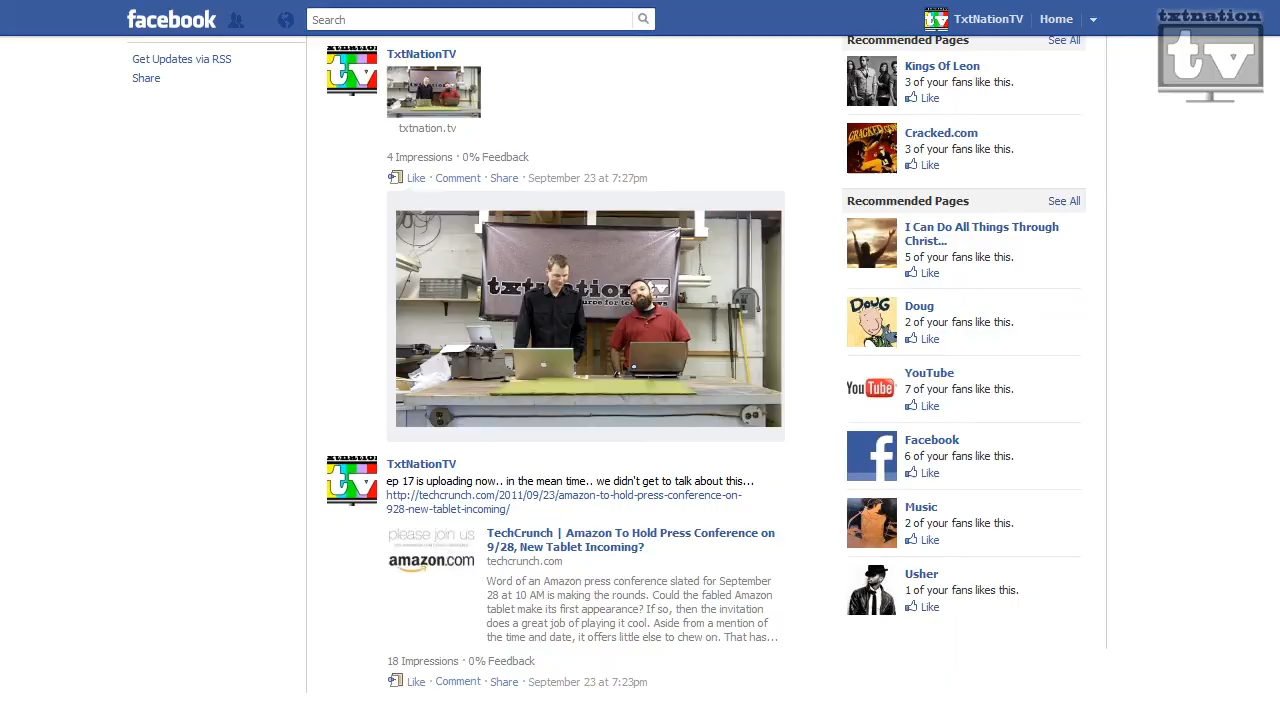 facebook
Search
TxtNationTV
Home
txtnation
tv
Get Updates via RSS
Share
TxtNationTV
txtnation.tv
4 Impressions · 0% Feedback
Like · Comment · Share · September 23 at 7:27pm
txtnation tv
TxtNationTV
ep 17 is uploading now.. in the mean time.. we didn't get to talk about this...
http://techcrunch.com/2011/09/23/amazon-to-hold-press-conference-on-
928-new-tablet-incoming/
please join us
amazon.com
TechCrunch | Amazon To Hold Press Conference on
9/28, New Tablet Incoming?
techcrunch.com
Word of an Amazon press conference slated for September
28 at 10 AM is making the rounds. Could the fabled Amazon
tablet make its first appearance? If so, then the invitation
does a great job of playing it cool. Aside from a mention of
the time and date, it offers little else to chew on. That has...
18 Impressions · 0% Feedback
Like · Comment · Share · September 23 at 7:23pm
Recommended Pages
See All
Kings Of Leon
3 of your fans like this.
Like
CRACKED.COM
Cracked.com
3 of your fans like this.
Like
Recommended Pages
See All
I Can Do All Things Through
Christ...
5 of your fans like this.
Like
DOUG
Doug
2 of your fans like this.
Like
YouTube
YouTube
7 of your fans like this.
Like
f
Facebook
6 of your fans like this.
Like
Music
2 of your fans like this.
Like
Usher
1 of your fans likes this.
Like